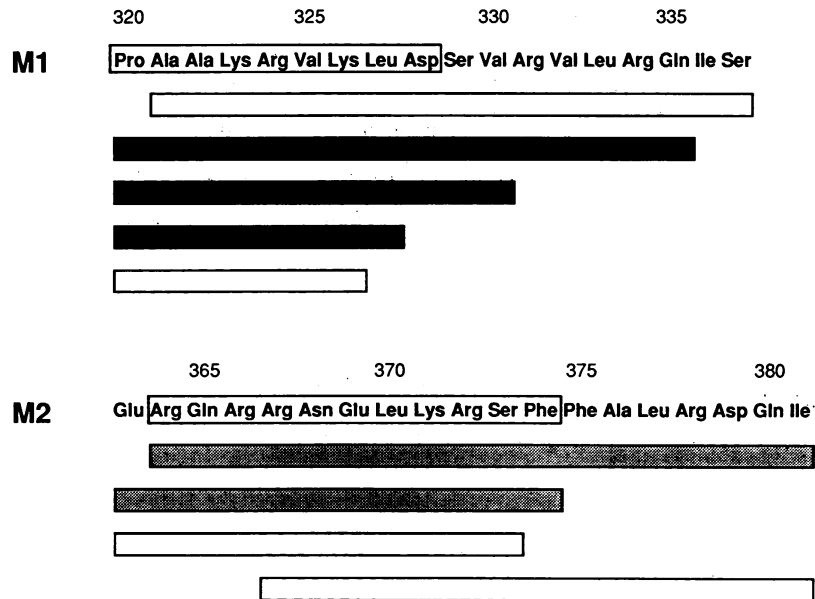 320 325 330 335
M1 Pro Ala Ala Lys Arg Val Lys Leu Asp Ser Val Arg Val Leu Arg Gln Ile Ser
365 370 375 380
M2 Glu Arg Gln Arg Arg Asn Glu Leu Lys Arg Ser Phe Phe Ala Leu Arg Asp Gln Ile